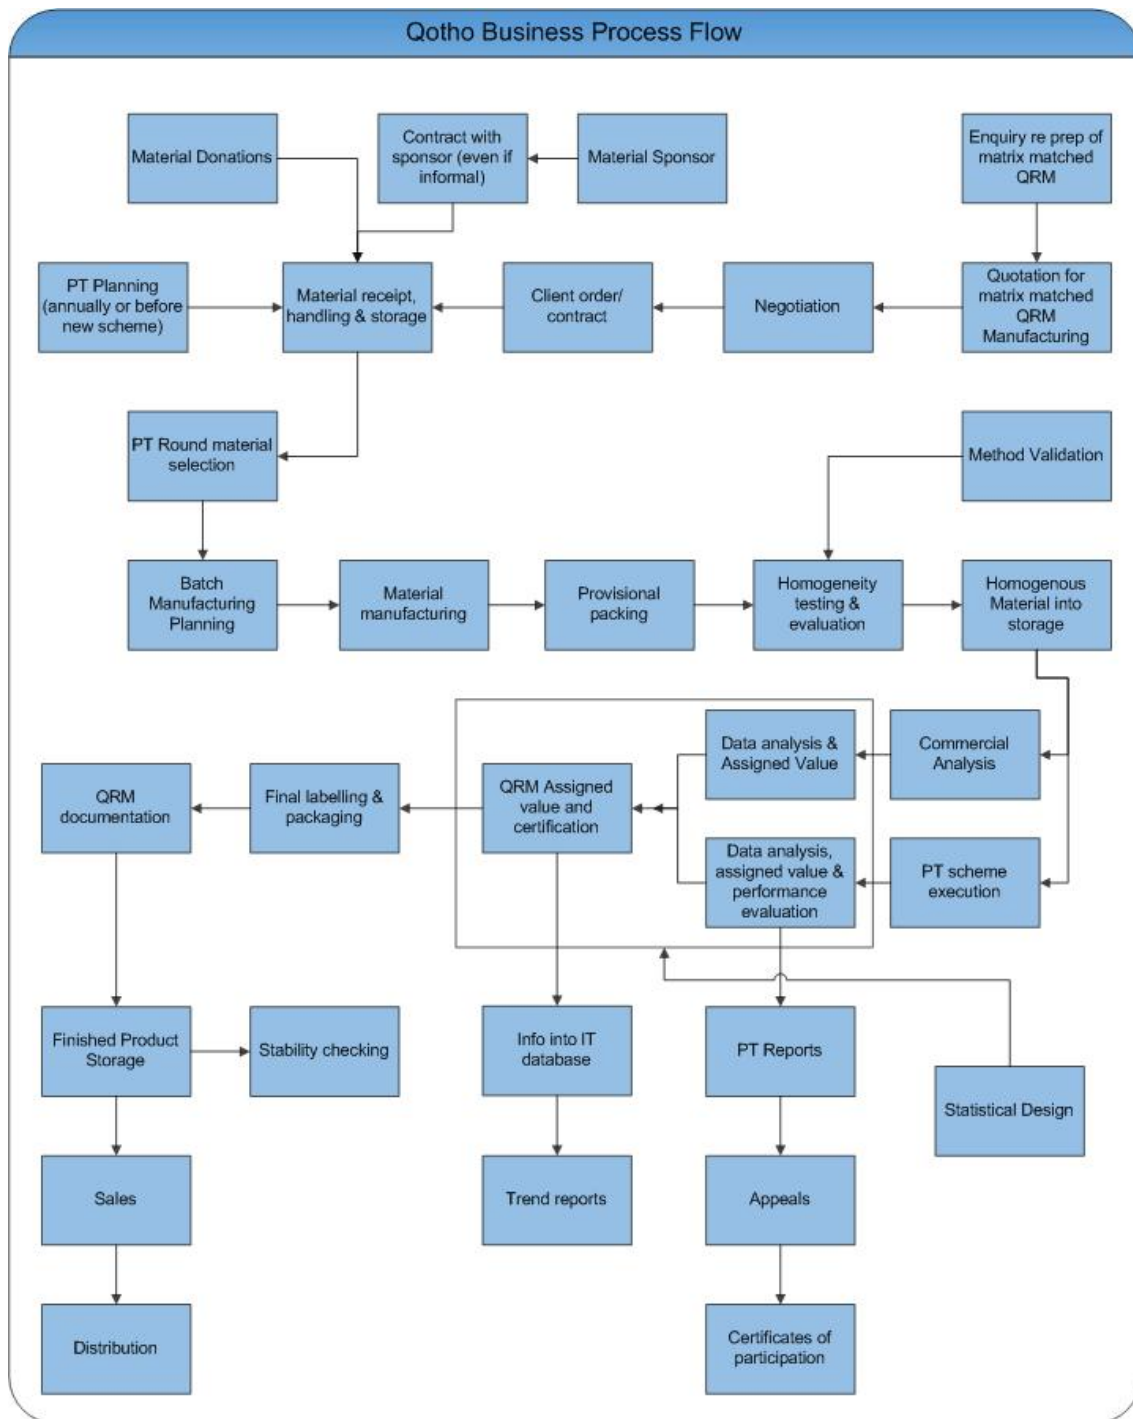 Qotho Business Process Flow
Material Donations
Contract with
sponsor (even if
informal)
Material Sponsor
Enquiry re prep of
matrix matched
QRM
PT Planning
(annually or before
new scheme)
Material receipt,
handling & storage
Client order/
contract
Negotiation
Quotation for
matrix matched
QRM
Manufacturing
PT Round material
selection
Method Validation
Batch
Manufacturing
Planning
Material
manufacturing
Provisional
packing
Homogeneity
testing &
evaluation
Homogenous
Material into
storage
Data analysis &
Assigned Value
Commercial
Analysis
QRM
documentation
Final labelling &
packaging
QRM Assigned
value and
certification
Data analysis,
assigned value &
performance
evaluation
PT scheme
execution
Finished Product
Storage
Stability checking
Info into IT
database
PT Reports
Statistical Design
Sales
Trend reports
Appeals
Distribution
Certificates of
participation